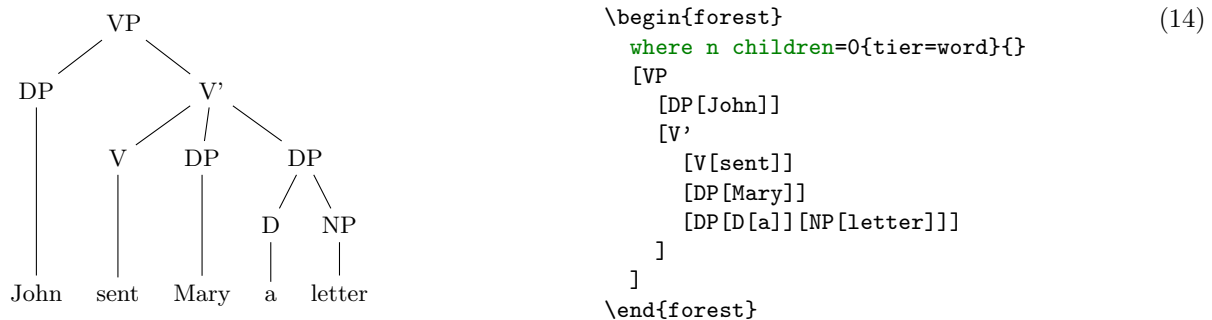 VP
DP V'
V DP DP
D NP
John sent Mary a letter
\begin{forest}
(14)
where n children=0{tier=word}{}
[VP
[DP[John]]
[V'
[V[sent]]
[DP[Mary]]
[DP[D[a]][NP[letter]]]
]
]
\end{forest}